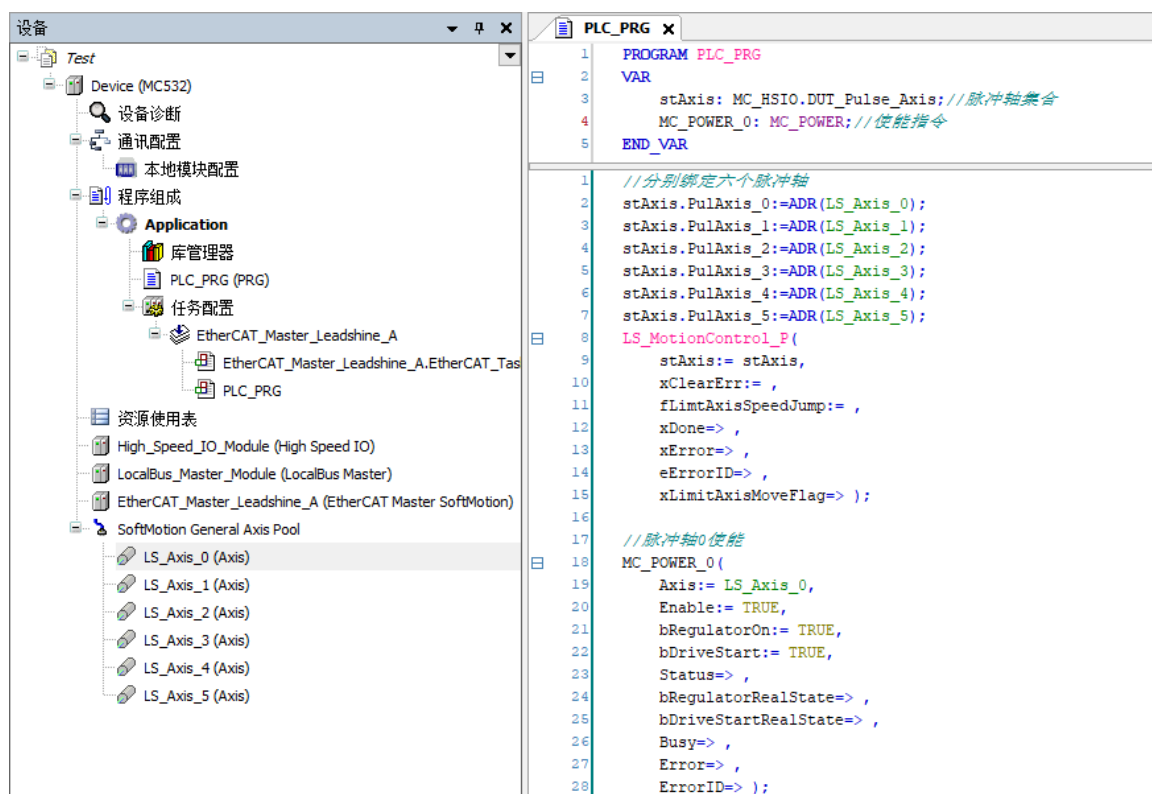 设备
Test
Device (MC532)
设备诊断
通讯配置
本地模块配置
程序组成
Application
库管理器
PLC_PRG (PRG)
任务配置
EtherCAT_Master_Leadshine_A
EtherCAT_Master_Leadshine_A.EtherCAT_Tas
PLC_PRG
资源使用表
High_Speed_IO_Module (High Speed IO)
LocalBus_Master_Module (LocalBus Master)
EtherCAT_Master_Leadshine_A (EtherCAT Master SoftMotion)
SoftMotion General Axis Pool
LS_Axis_0 (Axis)
LS_Axis_1 (Axis)
LS_Axis_2 (Axis)
LS_Axis_3 (Axis)
LS_Axis_4 (Axis)
LS_Axis_5 (Axis)
PLC_PRG
1 PROGRAM PLC_PRG
2 VAR
3 stAxis: MC_HSIO.DUT_Pulse_Axis;//脉冲轴集合
4 MC_POWER_0: MC_POWER;//使能指令
5 END_VAR
1 //分别绑定六个脉冲轴
2 stAxis.PulAxis_0:=ADR(LS_Axis_0);
3 stAxis.PulAxis_1:=ADR(LS_Axis_1);
4 stAxis.PulAxis_2:=ADR(LS_Axis_2);
5 stAxis.PulAxis_3:=ADR(LS_Axis_3);
6 stAxis.PulAxis_4:=ADR(LS_Axis_4);
7 stAxis.PulAxis_5:=ADR(LS_Axis_5);
8 LS_MotionControl_P(
9 stAxis:= stAxis,
10 xClearErr:= ,
11 fLimtAxisSpeedJump:= ,
12 xDone=> ,
13 xError=> ,
14 eErrorID=> ,
15 xLimitAxisMoveFlag=> );
16
17 //脉冲轴0使能
18 MC_POWER_0(
19 Axis:= LS_Axis_0,
20 Enable:= TRUE,
21 bRegulatorOn:= TRUE,
22 bDriveStart:= TRUE,
23 Status=> ,
24 bRegulatorRealState=> ,
25 bDriveStartRealState=> ,
26 Busy=> ,
27 Error=> ,
28 ErrorID=> );